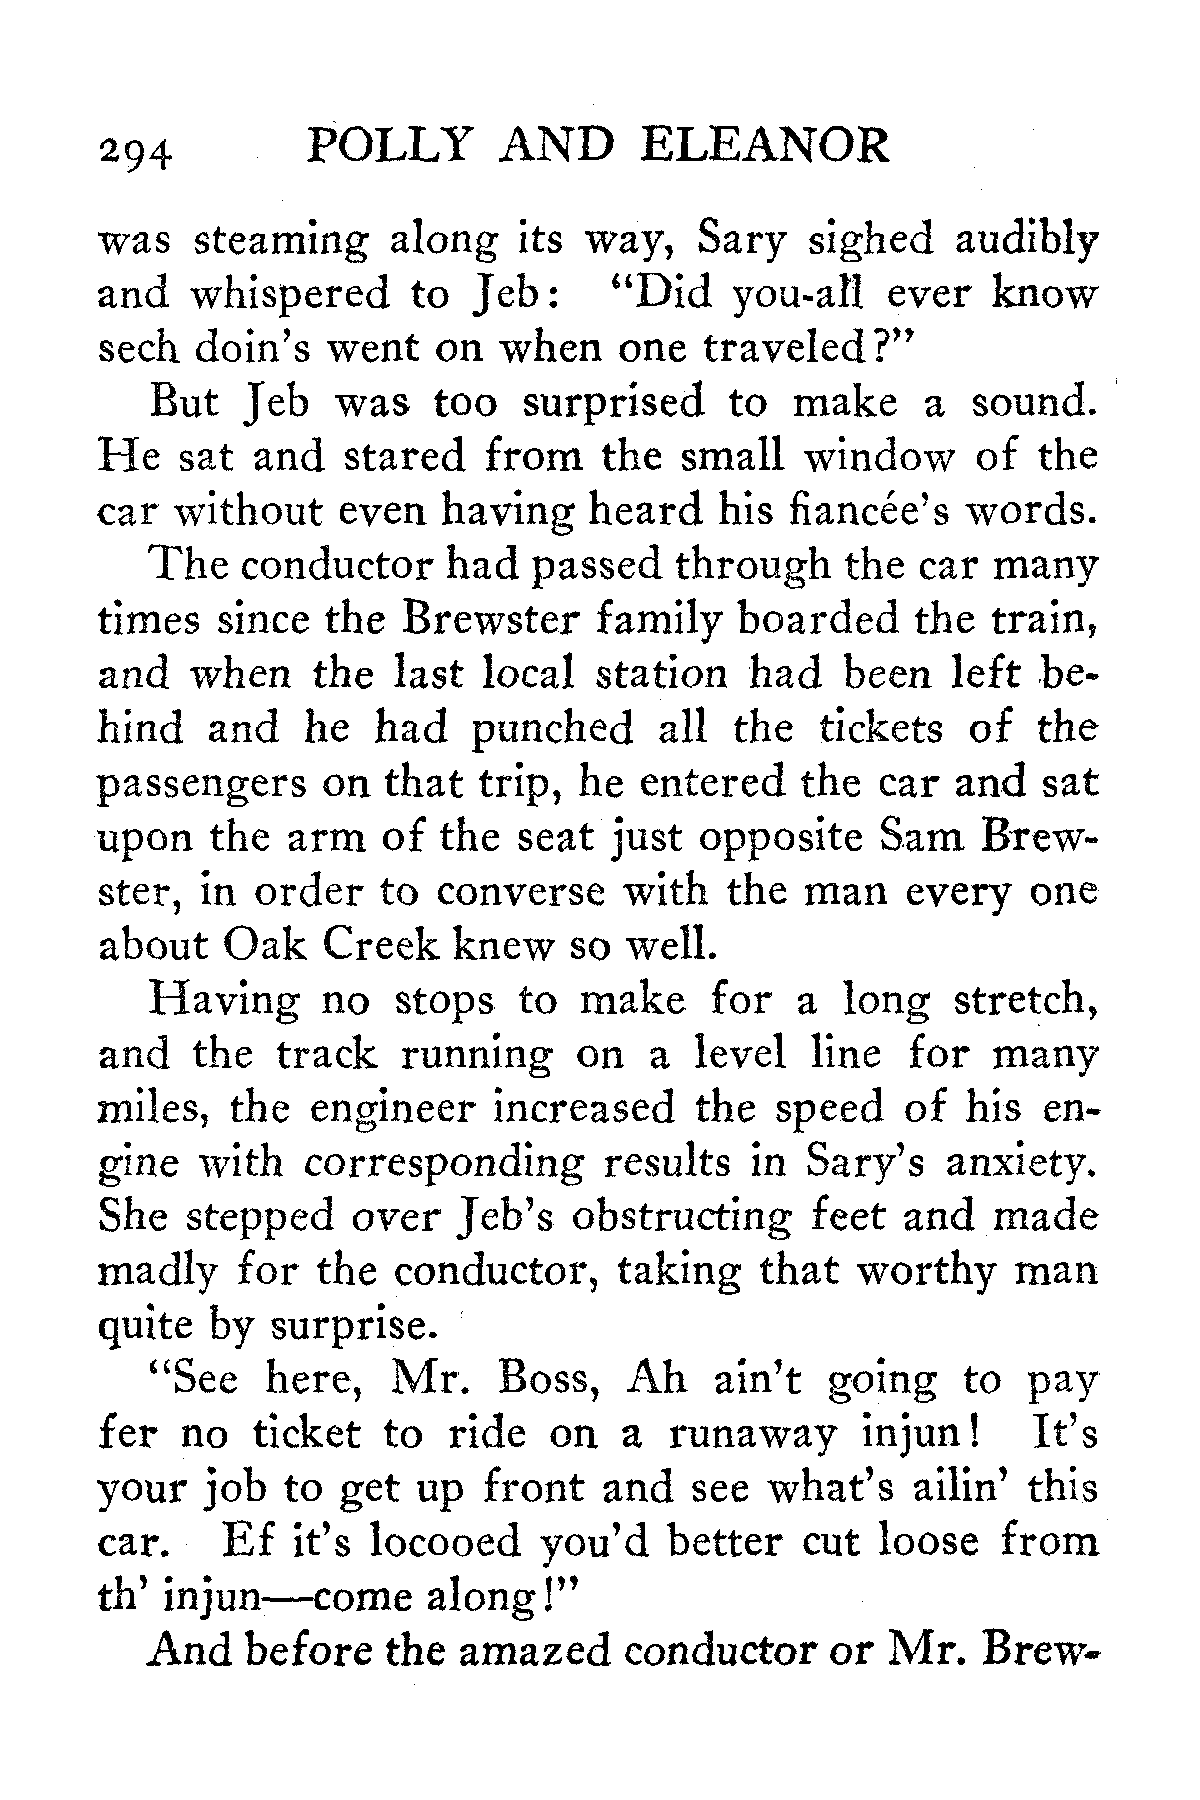 294 POLLY AND ELEANOR
was steaming along its way, Sary sighed audibly
and whispered to Jeb: “Did you-all ever know
sech doin’s went on when one traveled?”
But Jeb was too surprised to make a sound.
He sat and stared from the small window of the
car without even having heard his fiancée’s words.
The conductor had passed through the car many
times since the Brewster family boarded the train,
and when the last local station had been left be-
hind and he had punched all the tickets of the
passengers on that trip, he entered the car and sat
upon the arm of the seat just opposite Sam Brew-
ster, in order to converse with the man every one
about Oak Creek knew so well.
Having no stops to make for a long stretch,
and the track running on a level line for many
miles, the engineer increased the speed of his en-
gine with corresponding results in Sary’s anxiety.
She stepped over Jeb’s obstructing feet and made
madly for the conductor, taking that worthy man
quite by surprise.
“See here, Mr. Boss, Ah ain’t going to pay
fer no ticket to ride on a runaway injun! It’s
your job to get up front and see what’s ailin’ this
car. Ef it’s locooed you’d better cut loose from
th’ injun—come along!”
And before the amazed conductor or Mr. Brew-